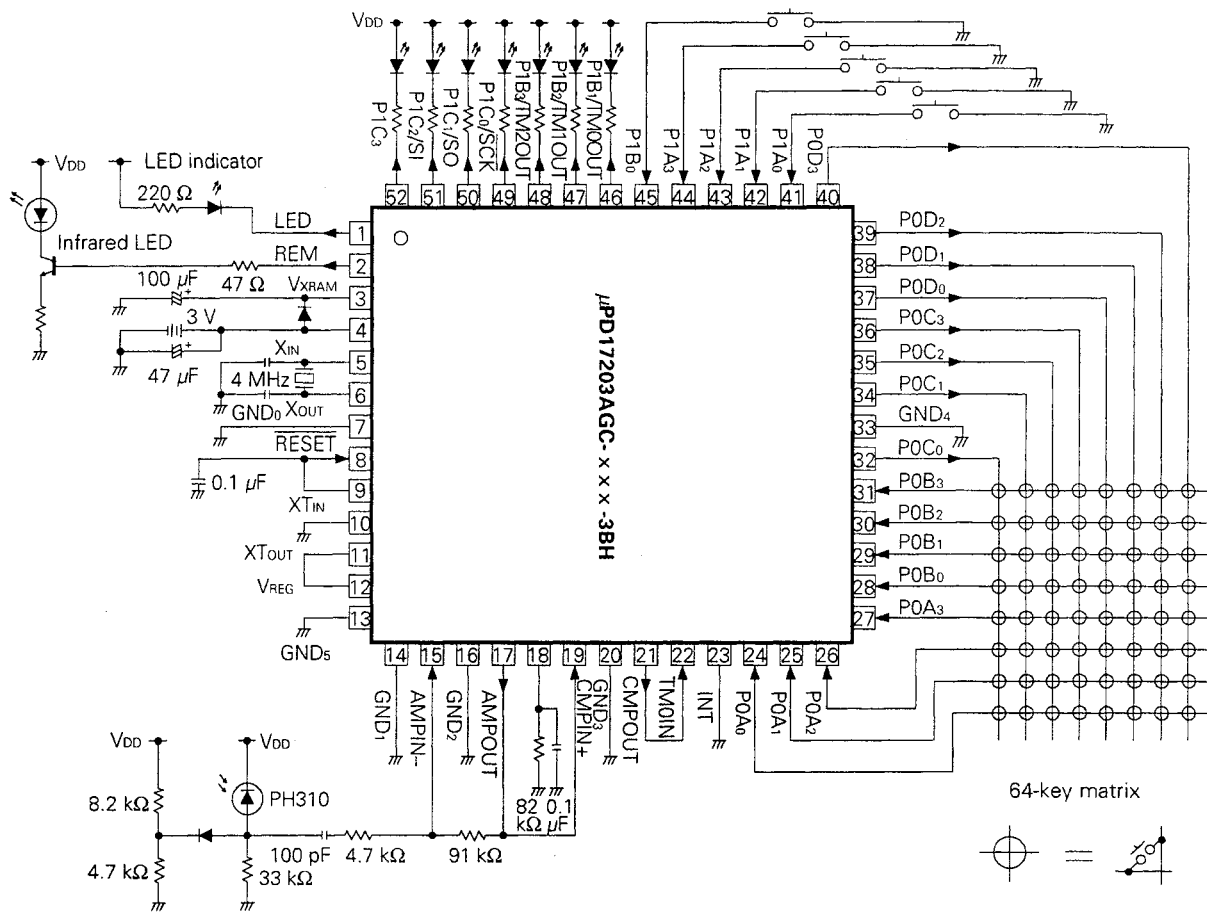 VDD
P1C3
P1C2/SI
P1C1/SO
P1C0/SCK
P1B3/TM2OUT
P1B2/TM1OUT
P1B1/TM0OUT
P1B0
P1A3
P1A2
P1A1
P1A0
P0D3
52 51 50 49 48 47 46 45 44 43 42 41 40
VDD
LED indicator
220 Ω
LED
1
Infrared LED
REM
2
47 Ω
100 µF
+
VXRAM
3
3 V
4
47 µF
+
XIN
5
4 MHz
6
GND0
XOUT
7
RESET
8
0.1 µF
9
XTIN
10
XTOUT
11
VREG
12
13
GND5
µPD17203AGC- x x x -3BH
39 P0D2
38 P0D1
37 P0D0
36 P0C3
35 P0C2
34 P0C1
33 GND4
32 P0C0
31 P0B3
30 P0B2
29 P0B1
28 P0B0
27 P0A3
14 15 16 17 18 19 20 21 22 23 24 25 26
GND1
AMPIN–
GND2
AMPOUT
CMPIN+
GND3
CMPOUT
TM0IN
INT
P0A0
P0A1
P0A2
VDD
VDD
8.2 kΩ
PH310
4.7 kΩ
33 kΩ
100 pF
4.7 kΩ
91 kΩ
82 kΩ
0.1 µF
64-key matrix
=